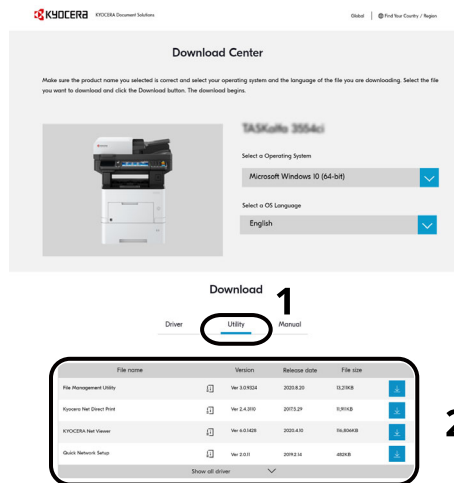 KYOCERA KYOCERA Document Solutions Global Find Your Country / Region
Download Center
Make sure the product name you selected is correct and select your operating system and the language of the file you are downloading. Select the file
you want to download and click the Download button. The download begins.
TASKalfa 3554ci
Select a Operating System
Microsoft Windows 10 (64-bit)
Select a OS Language
English
Download 1
Driver Utility Manual
File name Version Release date File size
File Management Utility Ver 3.0.9324 2020.8.20 13,213KB
Kyocera Net Direct Print Ver 2.4.3110 2017.5.29 11,911KB
KYOCERA Net Viewer Ver 6.0.1428 2020.4.10 116,806KB
Quick Network Setup Ver 2.0.11 2019.2.14 482KB
Show all driver
2